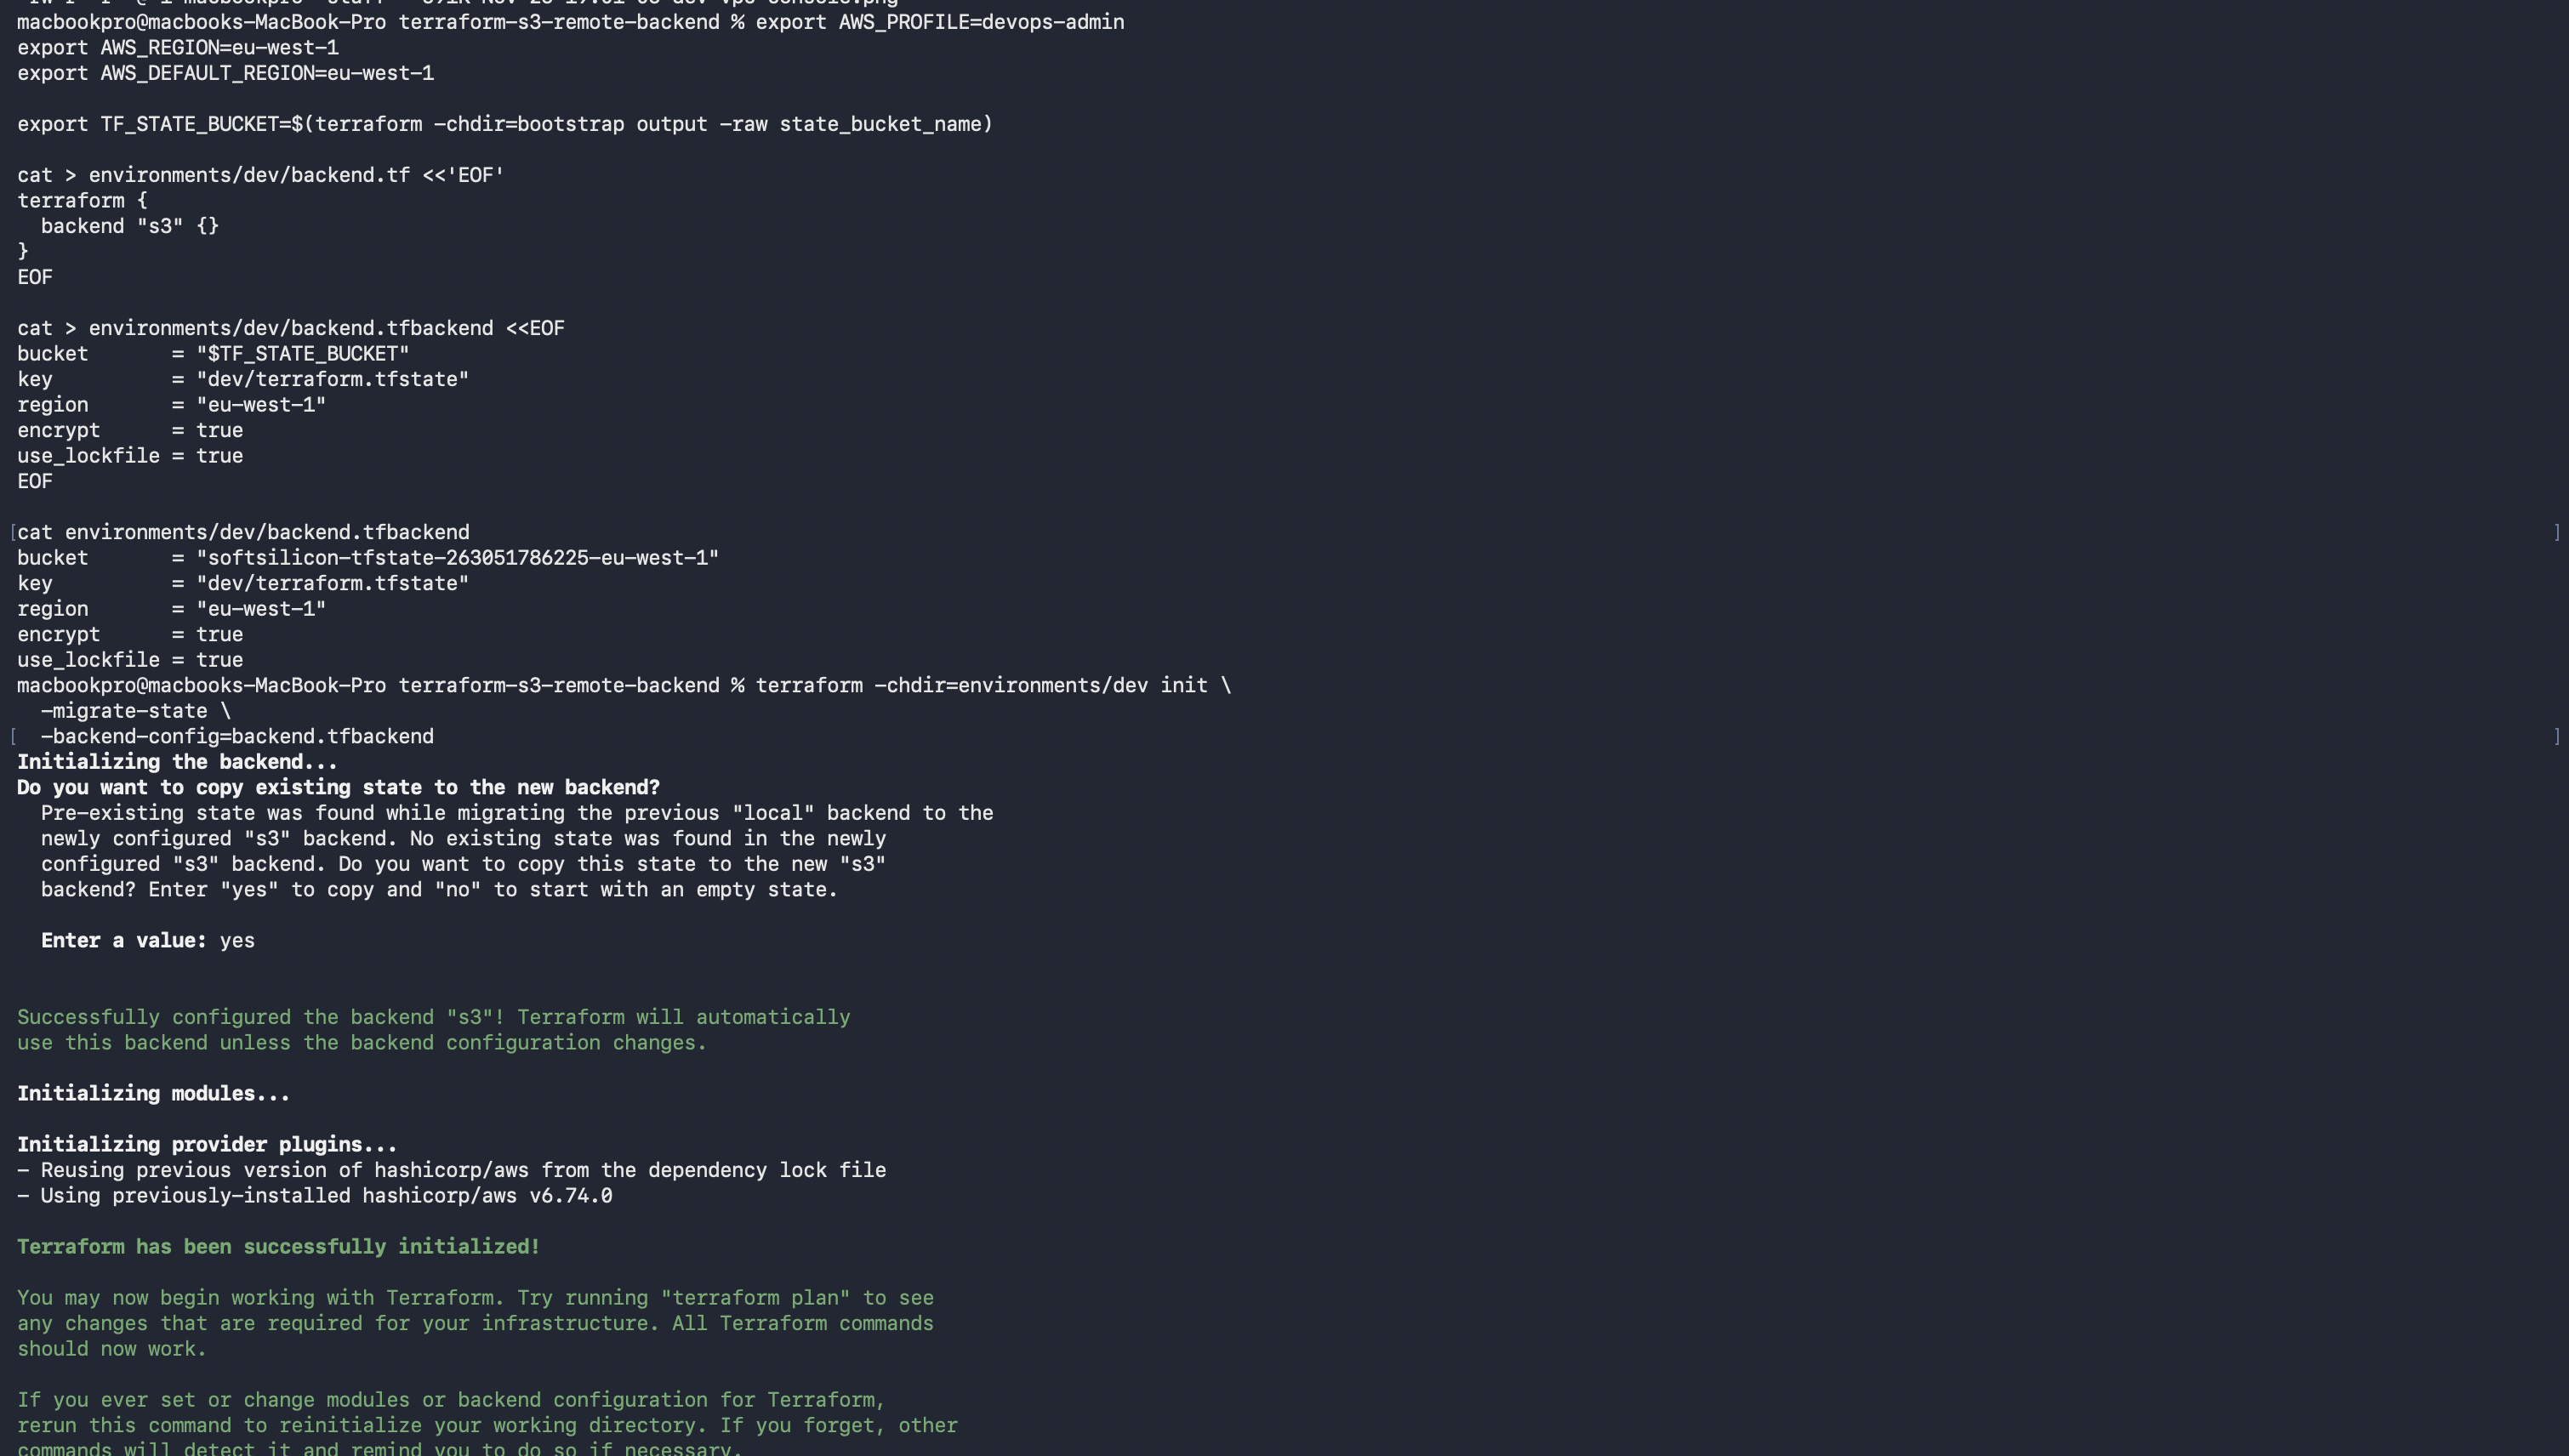 macbookpro@macbooks-MacBook-Pro terraform-s3-remote-backend % export AWS_PROFILE=devops-admin
export AWS_REGION=eu-west-1
export AWS_DEFAULT_REGION=eu-west-1
export TF_STATE_BUCKET=$(terraform -chdir=bootstrap output -raw state_bucket_name)
cat > environments/dev/backend.tf <<'EOF'
terraform {
  backend "s3" {}
}
EOF
cat > environments/dev/backend.tfbackend <<EOF
bucket       = "$TF_STATE_BUCKET"
key          = "dev/terraform.tfstate"
region       = "eu-west-1"
encrypt      = true
use_lockfile = true
EOF
[cat environments/dev/backend.tfbackend ]
bucket       = "softsilicon-tfstate-263051786225-eu-west-1"
key          = "dev/terraform.tfstate"
region       = "eu-west-1"
encrypt      = true
use_lockfile = true
macbookpro@macbooks-MacBook-Pro terraform-s3-remote-backend % terraform -chdir=environments/dev init \
  -migrate-state \
[  -backend-config=backend.tfbackend ]
Initializing the backend...
Do you want to copy existing state to the new backend?
  Pre-existing state was found while migrating the previous "local" backend to the
  newly configured "s3" backend. No existing state was found in the newly
  configured "s3" backend. Do you want to copy this state to the new "s3"
  backend? Enter "yes" to copy and "no" to start with an empty state.
  Enter a value: yes
Successfully configured the backend "s3"! Terraform will automatically
use this backend unless the backend configuration changes.
Initializing modules...
Initializing provider plugins...
- Reusing previous version of hashicorp/aws from the dependency lock file
- Using previously-installed hashicorp/aws v6.74.0
Terraform has been successfully initialized!
You may now begin working with Terraform. Try running "terraform plan" to see
any changes that are required for your infrastructure. All Terraform commands
should now work.
If you ever set or change modules or backend configuration for Terraform,
rerun this command to reinitialize your working directory. If you forget, other
commands will detect it and remind you to do so if necessary.